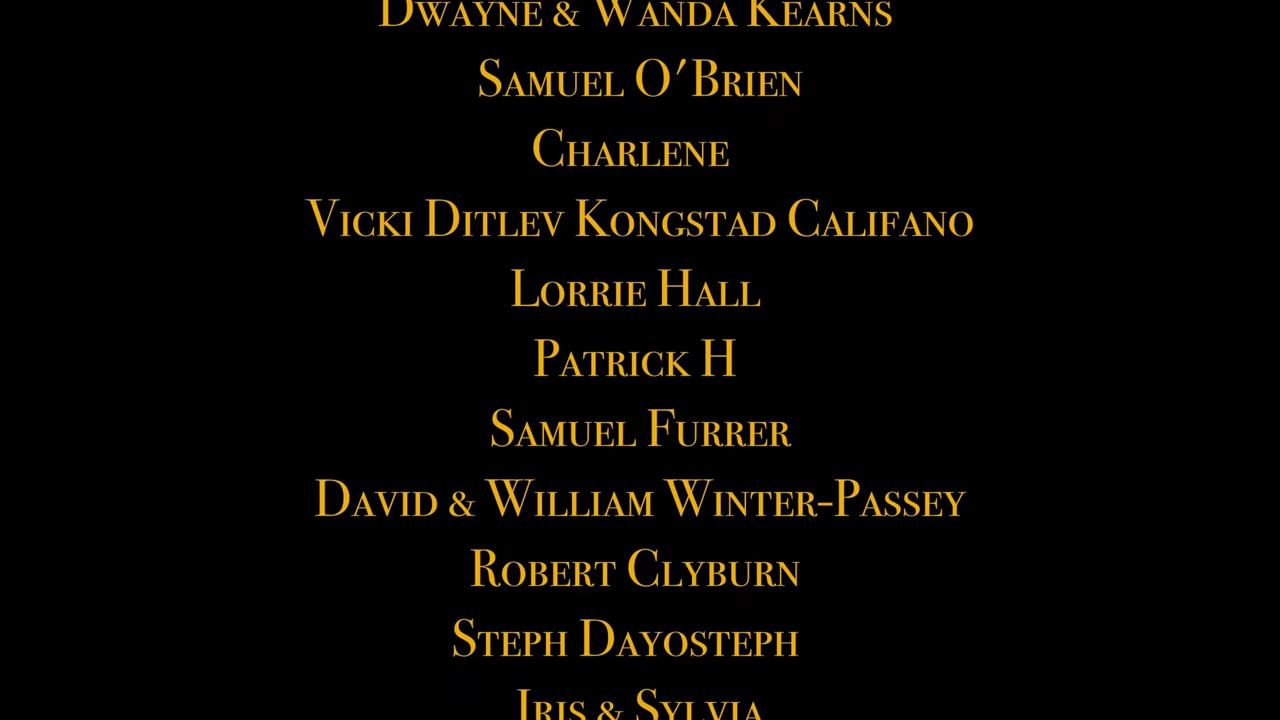 Dwayne & Wanda Kearns
Samuel O'Brien
Charlene
Vicki Ditlev Kongstad Califano
Lorrie Hall
Patrick H
Samuel Furrer
David & William Winter-Passey
Robert Clyburn
Steph Dayosteph
Iris & Sylvia